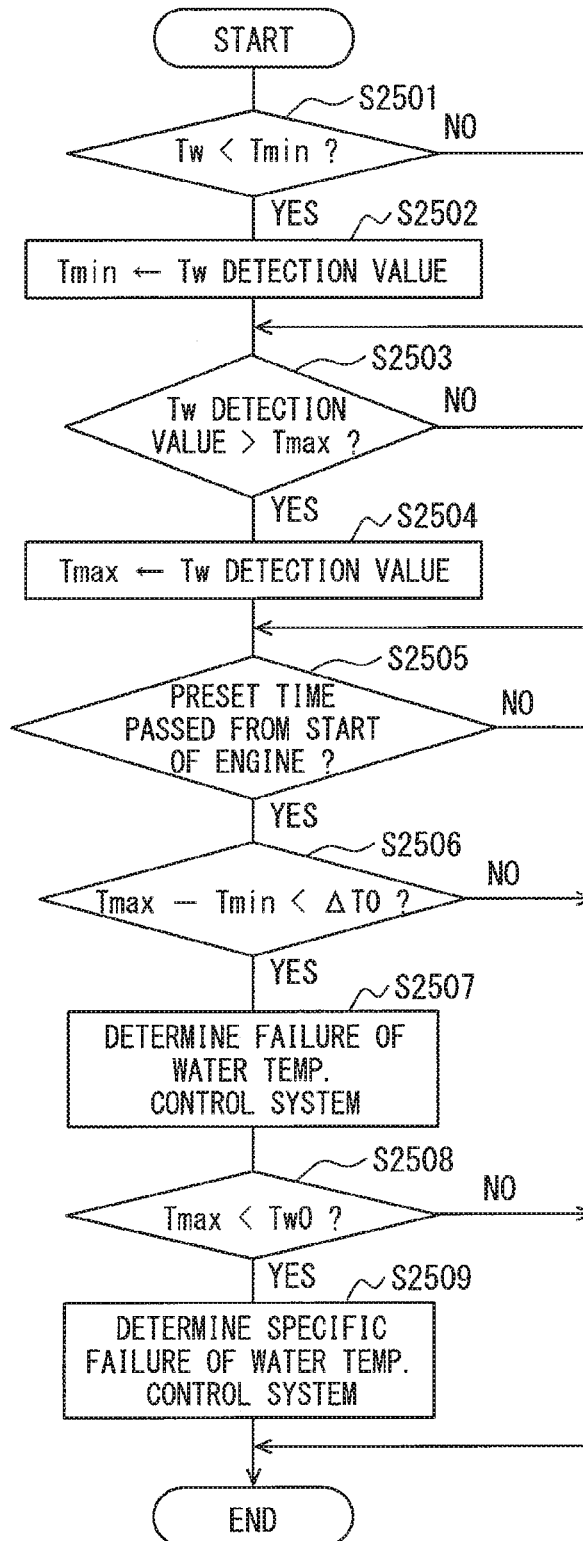 START
S2501
Tw < Tmin ?
NO
YES
S2502
Tmin ← Tw DETECTION VALUE
S2503
Tw DETECTION
VALUE > Tmax ?
NO
YES
S2504
Tmax ← Tw DETECTION VALUE
S2505
PRESET TIME
PASSED FROM START
OF ENGINE ?
NO
YES
S2506
Tmax − Tmin < ΔT0 ?
NO
YES
S2507
DETERMINE FAILURE OF
WATER TEMP.
CONTROL SYSTEM
S2508
Tmax < Tw0 ?
NO
YES
S2509
DETERMINE SPECIFIC
FAILURE OF WATER TEMP.
CONTROL SYSTEM
END